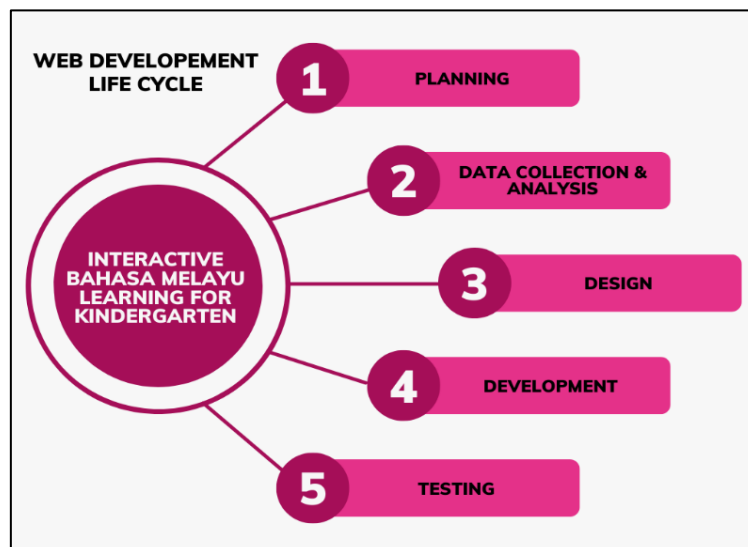 WEB DEVELOPEMENT
LIFE CYCLE
1
PLANNING
2
DATA COLLECTION &
ANALYSIS
INTERACTIVE
BAHASA MELAYU
LEARNING FOR
KINDERGARTEN
3
DESIGN
4
DEVELOPMENT
5
TESTING